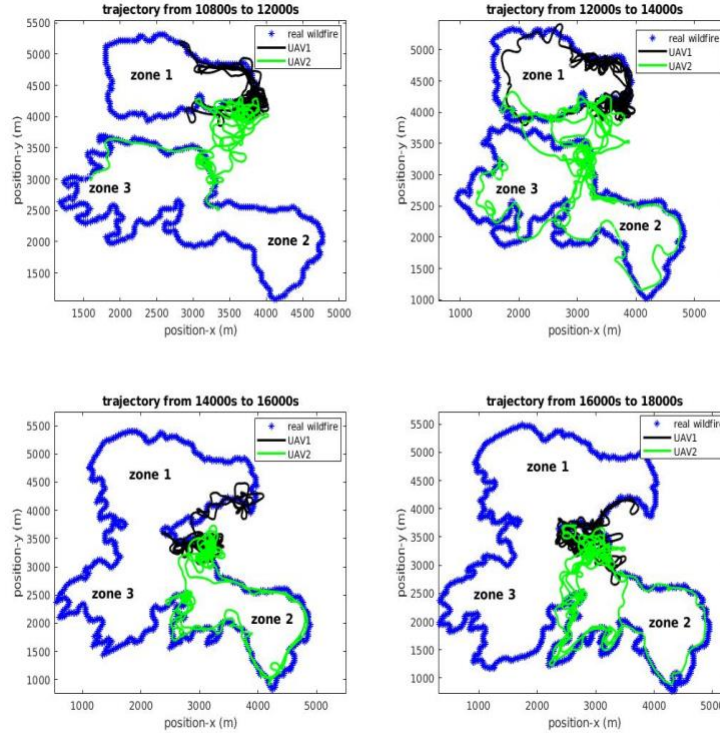 trajectory from 10800s to 12000s
5500
5000
4500
4000
3500
3000
2500
2000
1500
position-y (m)
real wildfire
UAV1
UAV2
zone 1
zone 3
zone 2
1500 2000 2500 3000 3500 4000 4500 5000
position-x (m)
trajectory from 12000s to 14000s
5000
4500
4000
3500
3000
2500
2000
1500
1000
position-y (m)
real wildfire
UAV1
UAV2
zone 1
zone 3
zone 2
1000 2000 3000 4000 5000
position-x (m)
trajectory from 14000s to 16000s
5500
5000
4500
4000
3500
3000
2500
2000
1500
1000
position-y (m)
real wildfire
UAV1
UAV2
zone 1
zone 3
zone 2
1000 2000 3000 4000 5000
position-x (m)
trajectory from 16000s to 18000s
5500
5000
4500
4000
3500
3000
2500
2000
1500
1000
position-y (m)
real wildfire
UAV1
UAV2
zone 1
zone 3
zone 2
1000 2000 3000 4000 5000
position-x (m)